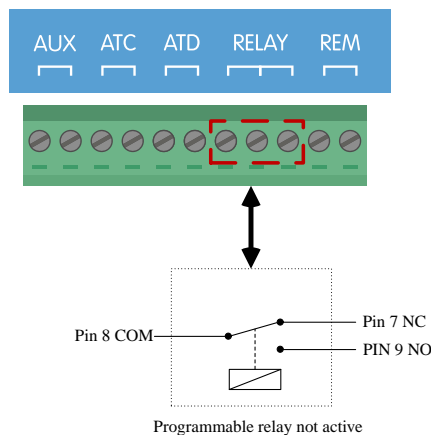 AUX ATC ATD RELAY REM
Pin 7 NC
Pin 8 COM
PIN 9 NO
Programmable relay not active